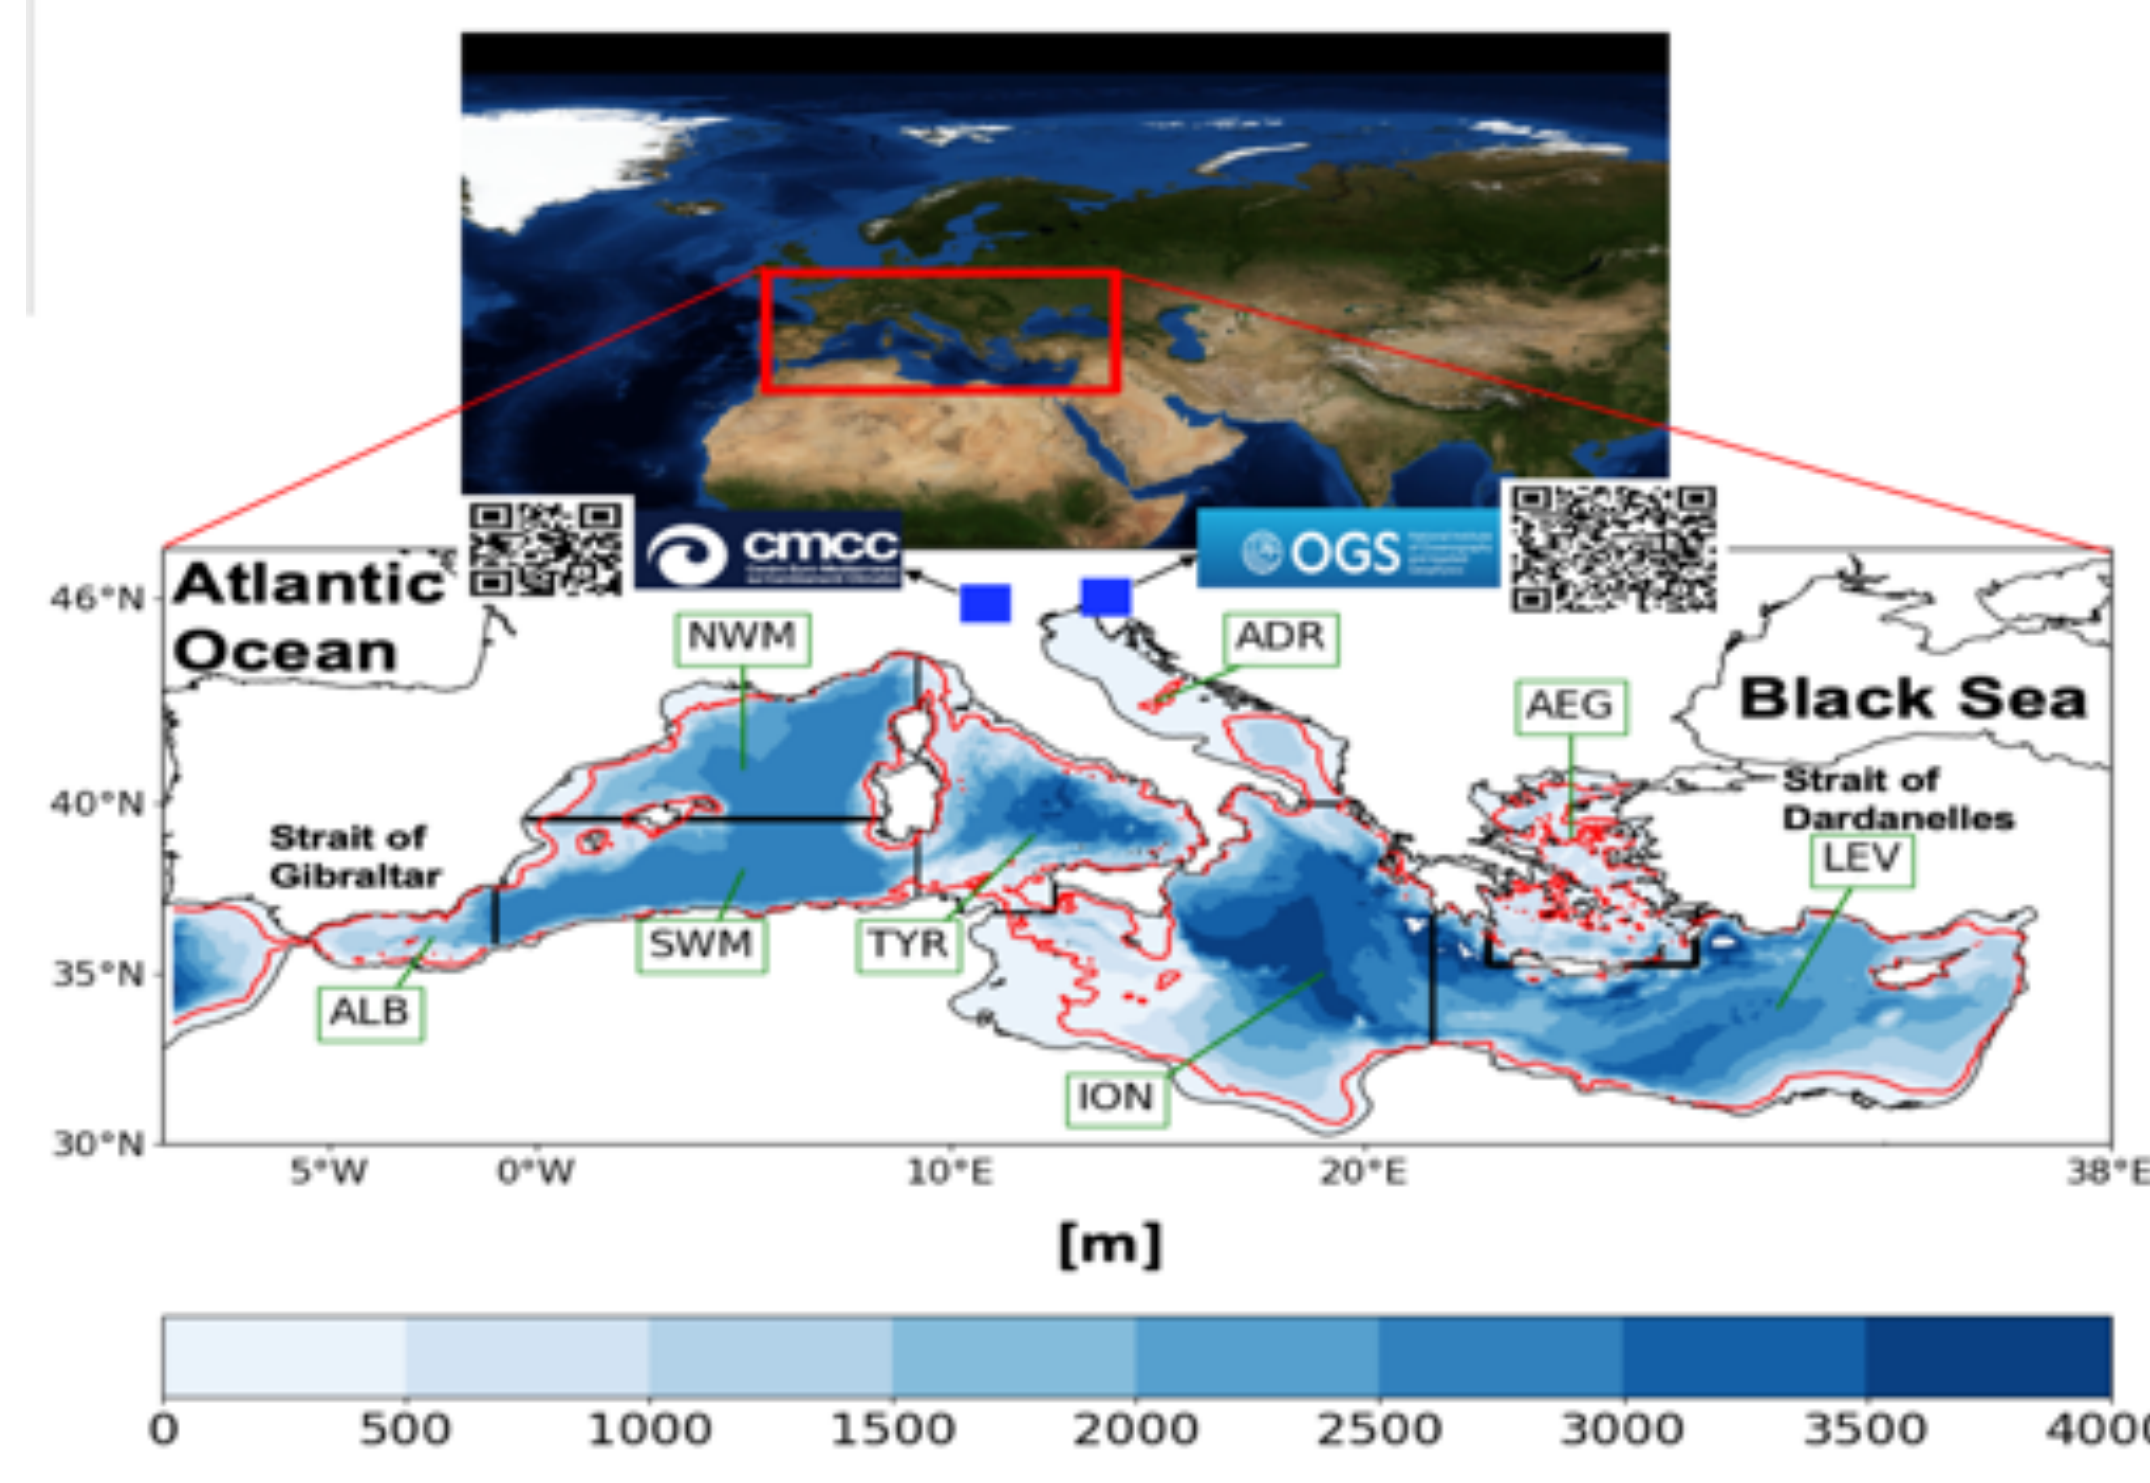 cmcc
OGS
Atlantic
Ocean
46°N
NWM
ADR
AEG
Black Sea
40°N
Strait of
Dardanelles
Strait of
Gibraltar
LEV
SWM
TYR
35°N
ALB
ION
30°N
5°W
0°W
10°E
20°E
38°E
[m]
0
500
1000
1500
2000
2500
3000
3500